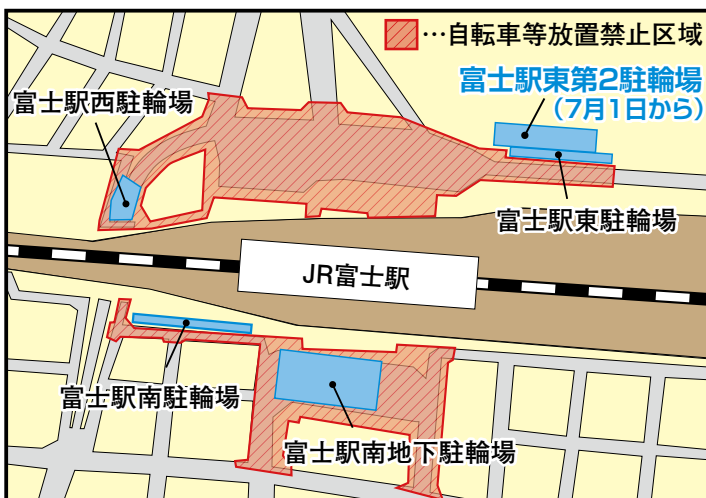 …自転車等放置禁止区域
富士駅東第2駐輪場
（7月1日から）
富士駅西駐輪場
富士駅東駐輪場
JR富士駅
富士駅南駐輪場
富士駅南地下駐輪場